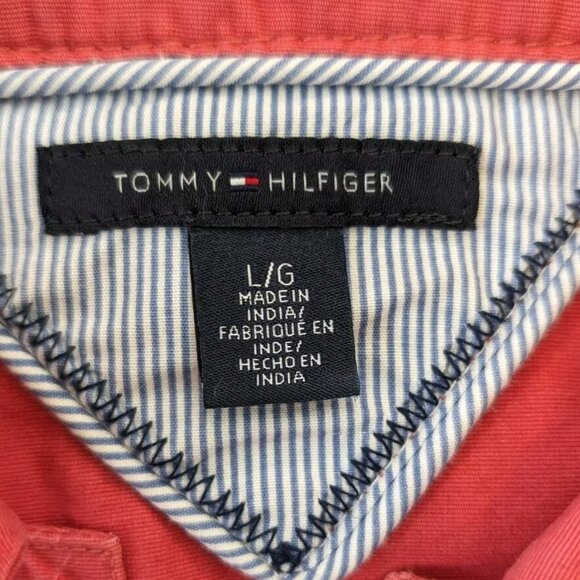 TOMMY HILFIGER
L/G
MADE IN
INDIA/
FABRIQUÉ EN
INDE/
HECHO EN
INDIA